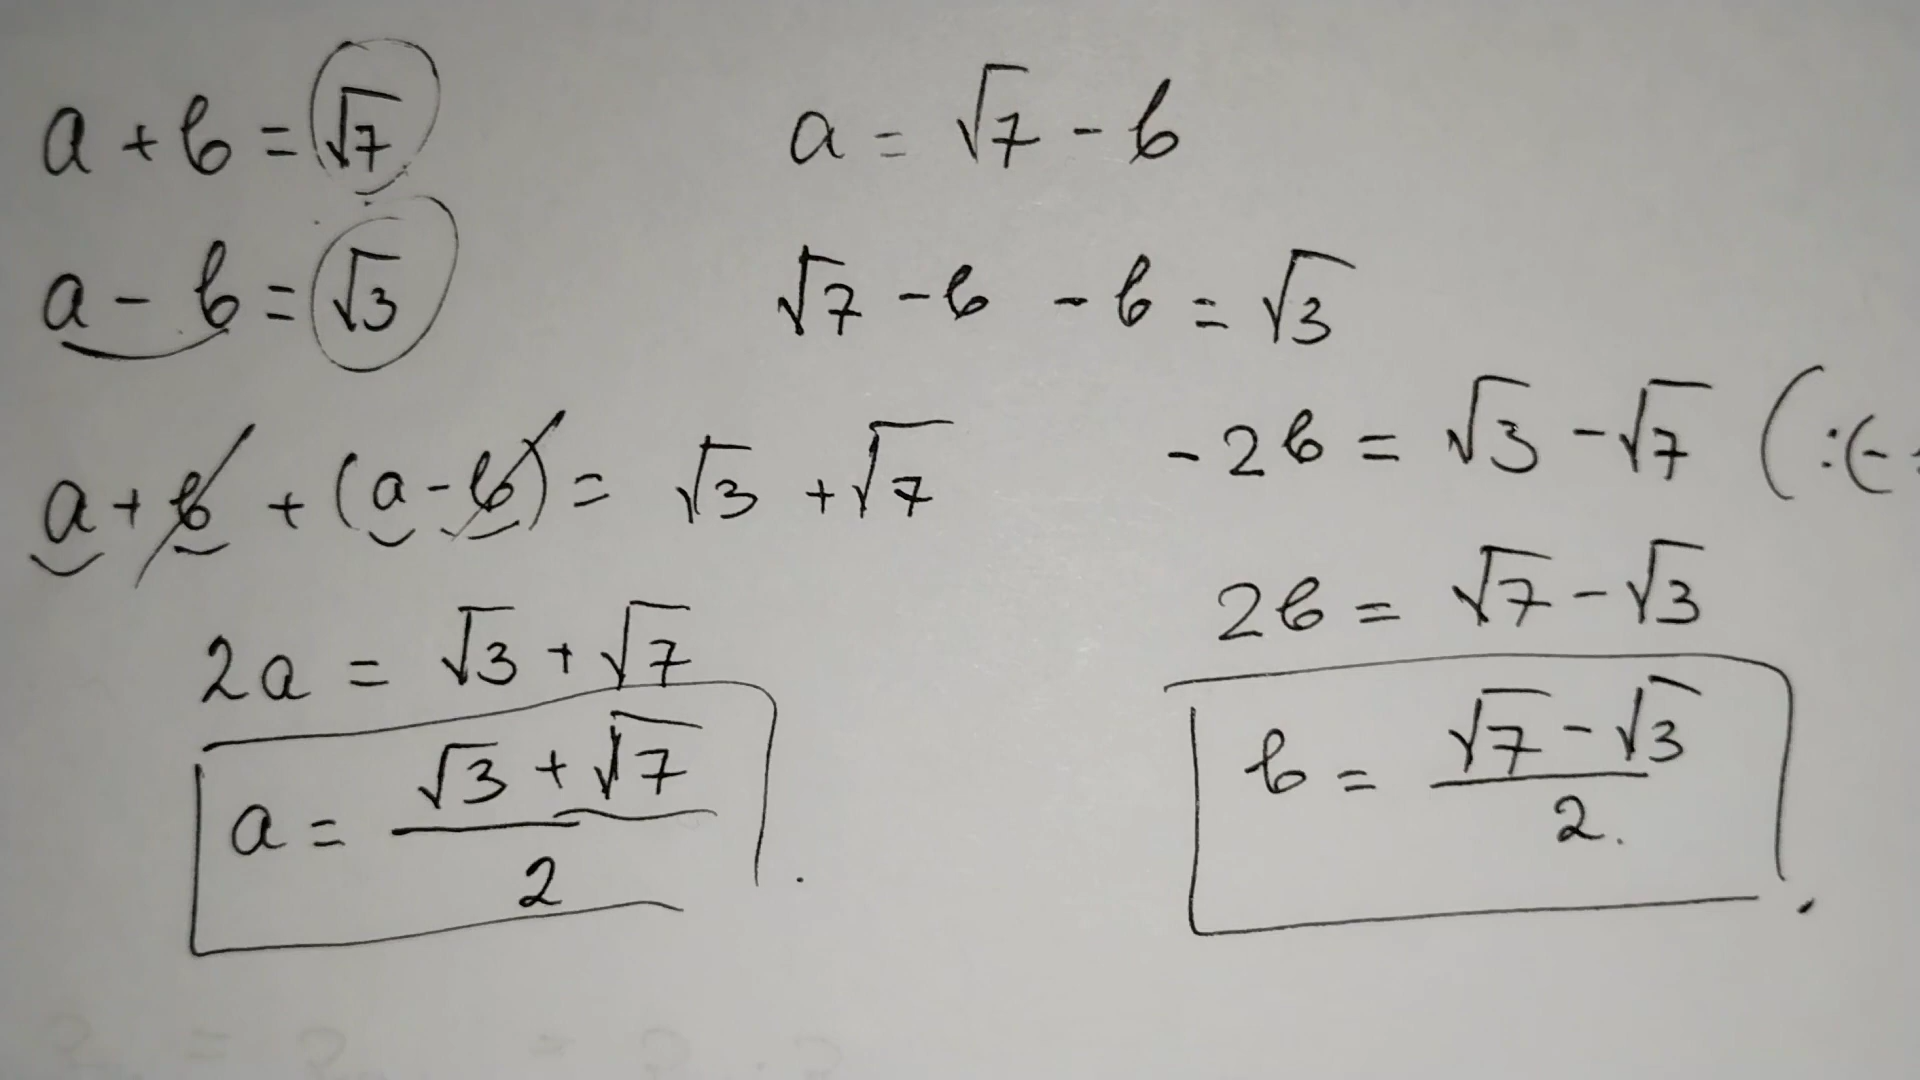 a + b = √7
a - b = √3
a + b + (a - b) = √3 + √7
2a = √3 + √7
a = (√3 + √7)/2
a = √7 - b
√7 - b - b = √3
-2b = √3 - √7 (:(-
2b = √7 - √3
b = (√7 - √3)/2.